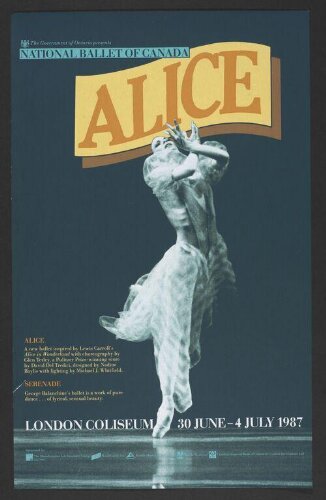 The Government of Ontario presents
NATIONAL BALLET OF CANADA
ALICE
ALICE
A new ballet inspired by Lewis Carroll's
Alice in Wonderland with choreography by
Glen Tetley, a Pulitzer Prize-winning score
by David Del Tredici, designed by Nadine
Baylis with lighting by Michael J. Whitfield.
SERENADE
George Balanchine's ballet is a work of pure
dance . . . of lyrical, sensual beauty.
LONDON COLISEUM 30 JUNE – 4 JULY 1987